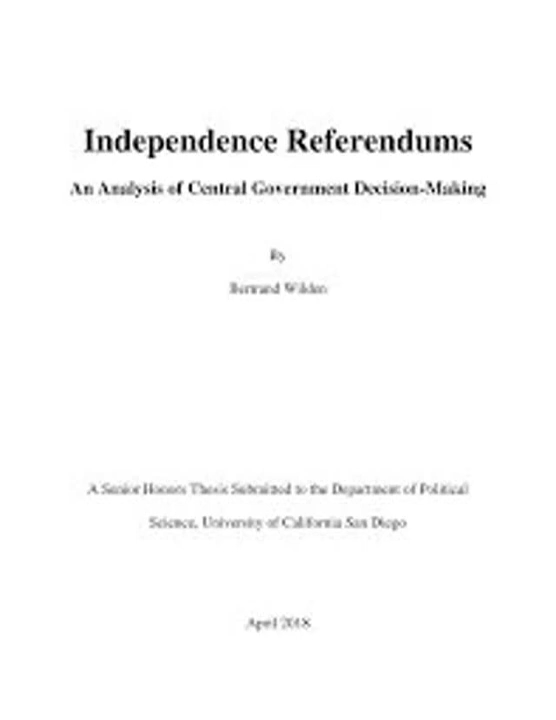 Independence Referendums
An Analysis of Central Government Decision-Making
By
Bertrand Wilden
A Senior Honors Thesis Submitted to the Department of Political
Science, University of California San Diego
April 2018